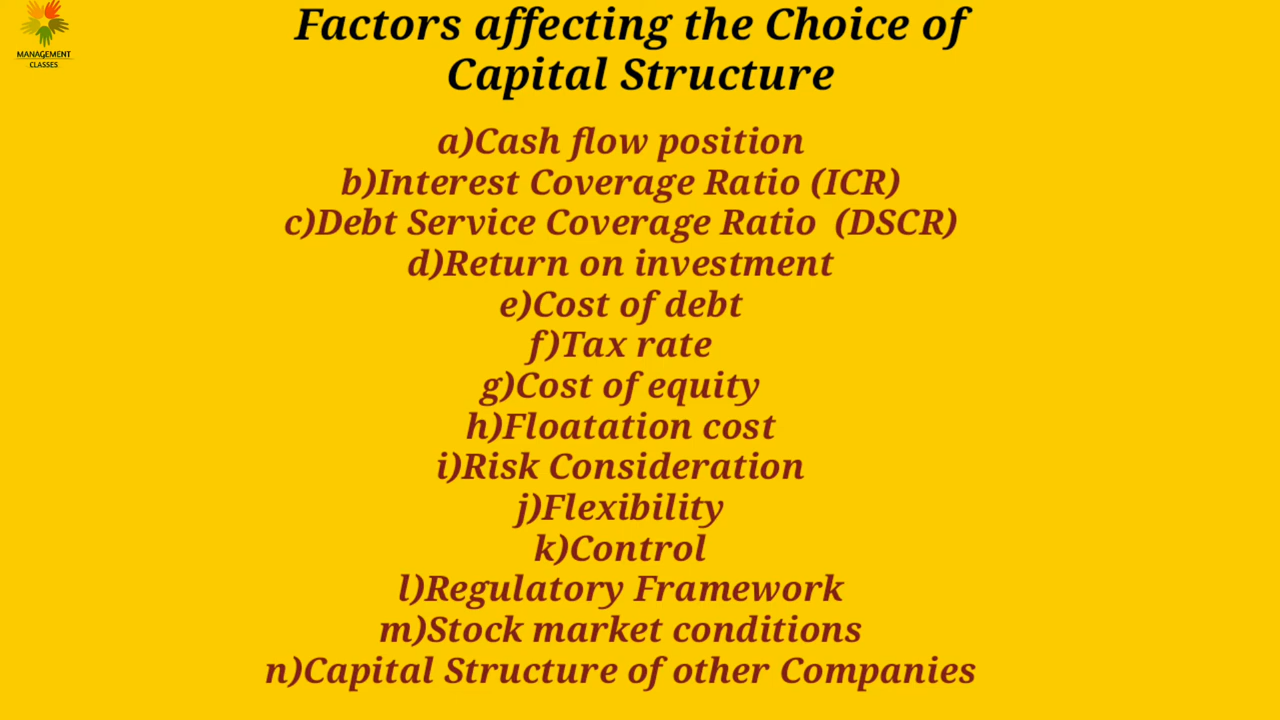 MANAGEMENT
CLASSES
Factors affecting the Choice of
Capital Structure
a)Cash flow position
b)Interest Coverage Ratio (ICR)
c)Debt Service Coverage Ratio (DSCR)
d)Return on investment
e)Cost of debt
f)Tax rate
g)Cost of equity
h)Floatation cost
i)Risk Consideration
j)Flexibility
k)Control
l)Regulatory Framework
m)Stock market conditions
n)Capital Structure of other Companies